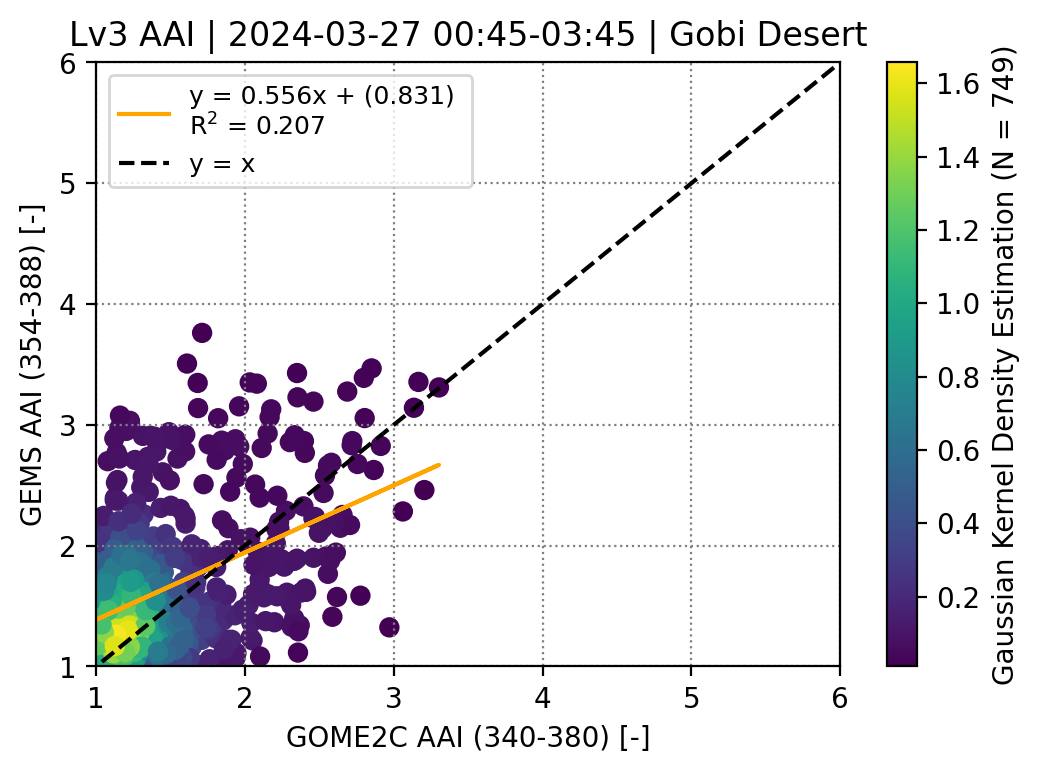 Lv3 AAI | 2024-03-27 00:45-03:45 | Gobi Desert
y = 0.556x + (0.831)
R² = 0.207
y = x
6
5
4
3
2
1
GEMS AAI (354-388) [-]
1 2 3 4 5 6
GOME2C AAI (340-380) [-]
1.6
1.4
1.2
1.0
0.8
0.6
0.4
0.2
Gaussian Kernel Density Estimation (N = 749)